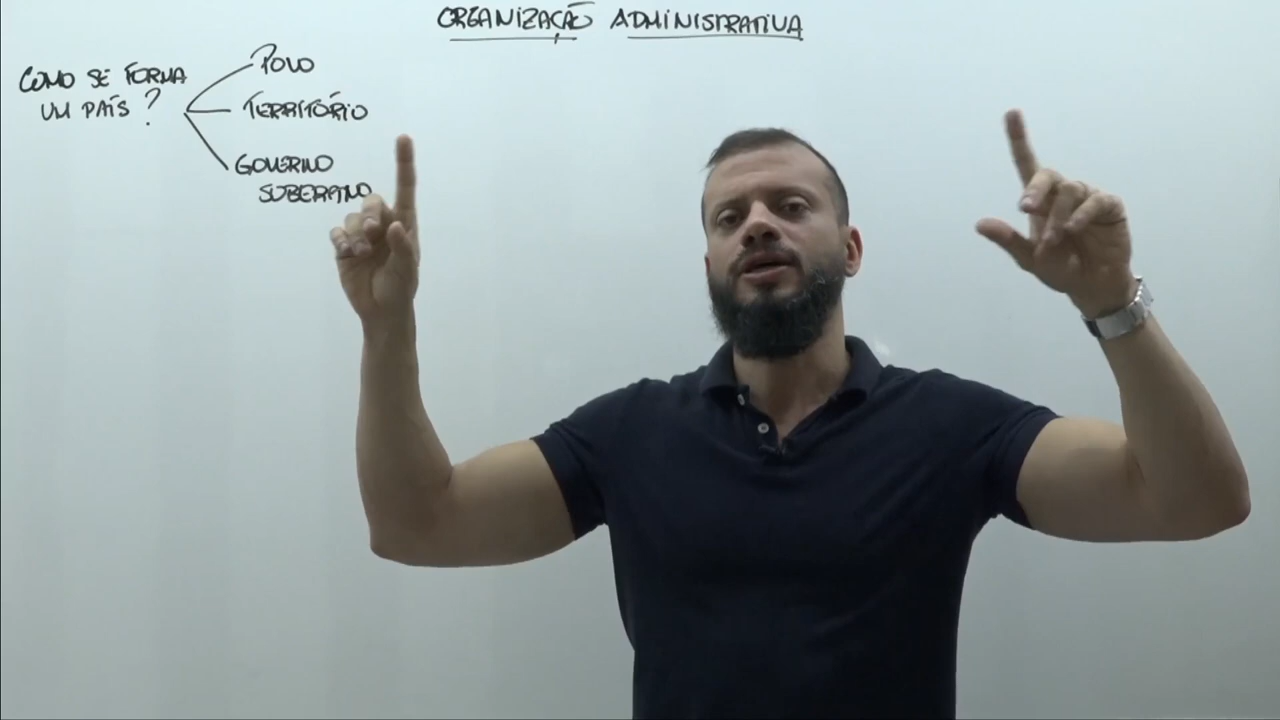 ORGANIZAÇÃO ADMINISTRATIVA
COMO SE FORMA
UM PAÍS?
POVO
TERRITÓRIO
GOVERNO
SOBERANO